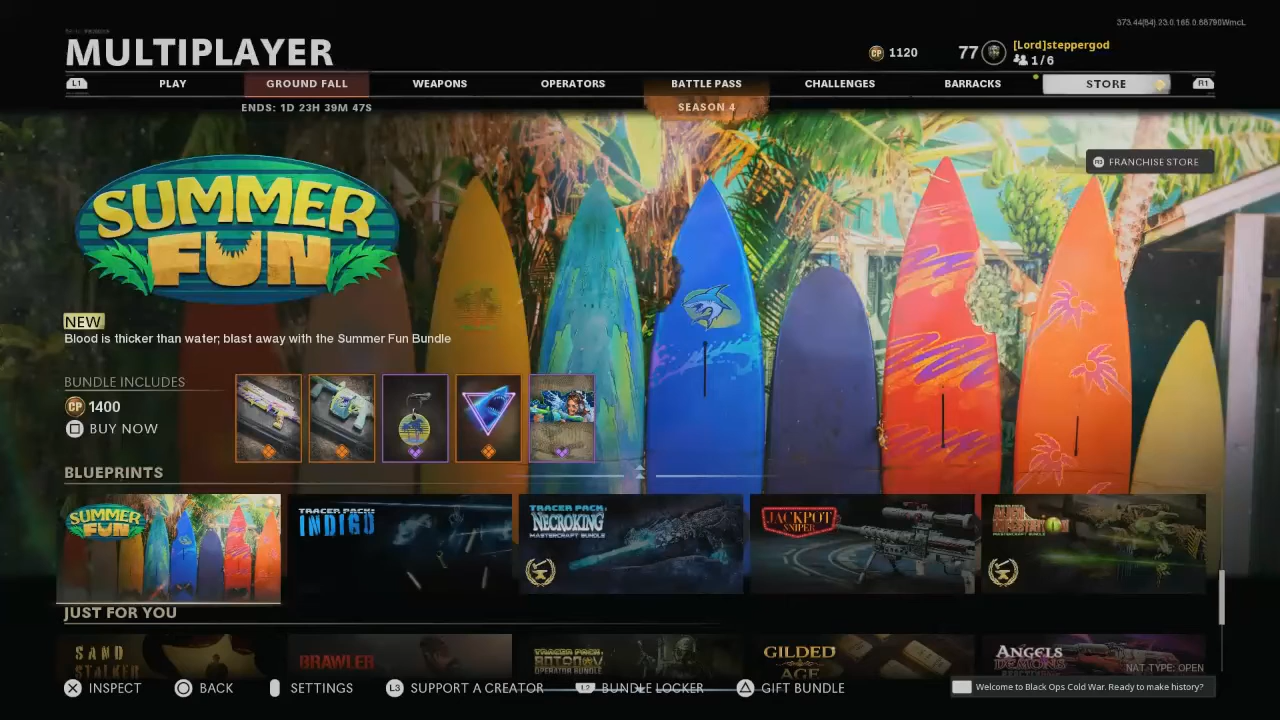 373.44(84).23.0.165.0.68790WmcL
MULTIPLAYER
CP 1120
77
[Lord]steppergod
1/6
L1
PLAY
GROUND FALL
WEAPONS
OPERATORS
BATTLE PASS
CHALLENGES
BARRACKS
STORE
R1
ENDS: 1D 23H 39M 47S
SEASON 4
FRANCHISE STORE
SUMMER
FUN
NEW
Blood is thicker than water; blast away with the Summer Fun Bundle
BUNDLE INCLUDES
CP 1400
BUY NOW
BLUEPRINTS
SUMMER
FUN
TRACER PACK:
INDIGO
TRACER PACK:
NECROKING
MASTERCRAFT BUNDLE
JACKPOT
SNIPER
MASTERCRAFT BUNDLE
JUST FOR YOU
SAND
STALKER
BRAWLER
TRACER PACK:
OPERATOR BUNDLE
GILDED
AGE
ANGELS
DEMONS
NAT TYPE: OPEN
INSPECT
BACK
SETTINGS
L3 SUPPORT A CREATOR
L2 BUNDLE LOCKER
GIFT BUNDLE
Welcome to Black Ops Cold War. Ready to make history?